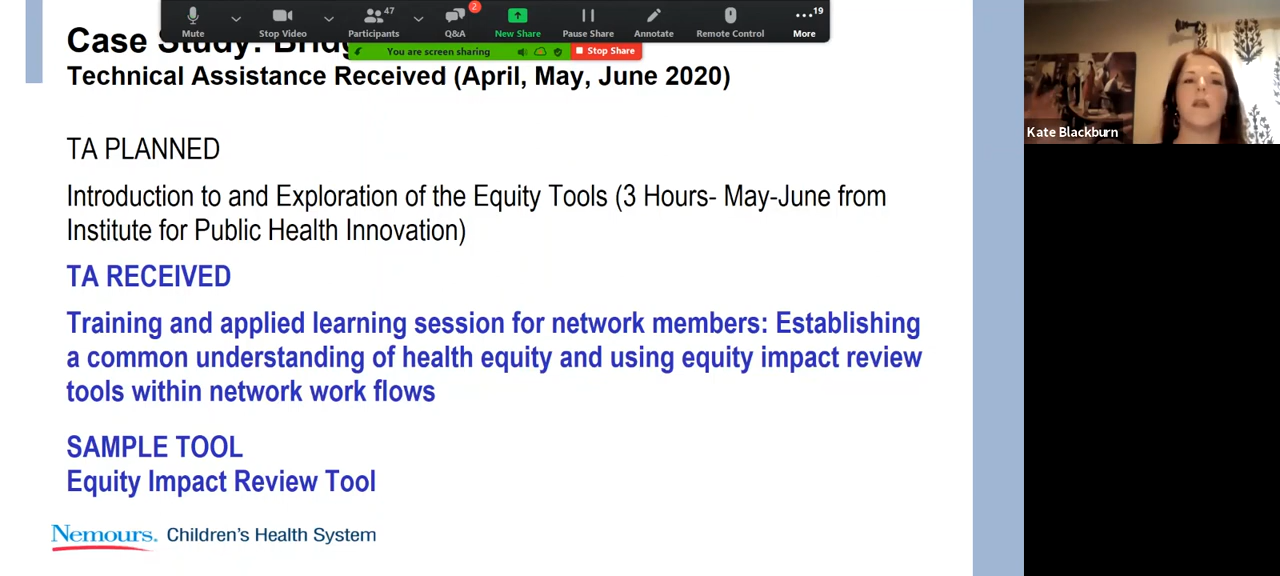 47
2
19
Mute
Stop Video
Participants
Q&A
New Share
Pause Share
Annotate
Remote Control
More
You are screen sharing
Stop Share
Case Study:
Technical Assistance Received (April, May, June 2020)
Kate Blackburn
TA PLANNED
Introduction to and Exploration of the Equity Tools (3 Hours- May-June from
Institute for Public Health Innovation)
TA RECEIVED
Training and applied learning session for network members: Establishing
a common understanding of health equity and using equity impact review
tools within network work flows
SAMPLE TOOL
Equity Impact Review Tool
Nemours. Children's Health System